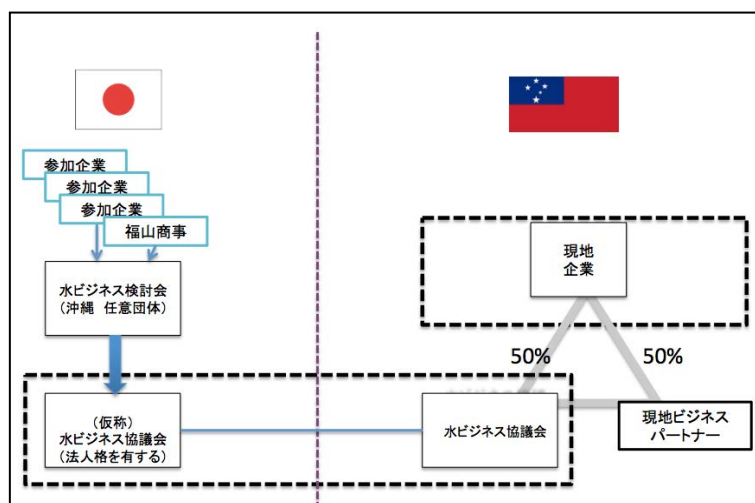 参加企業
参加企業
参加企業
福山商事
水ビジネス検討会
(沖縄 任意団体)
(仮称)
水ビジネス協議会
(法人格を有する)
現地
企業
50%
50%
水ビジネス協議会
現地ビジネス
パートナー